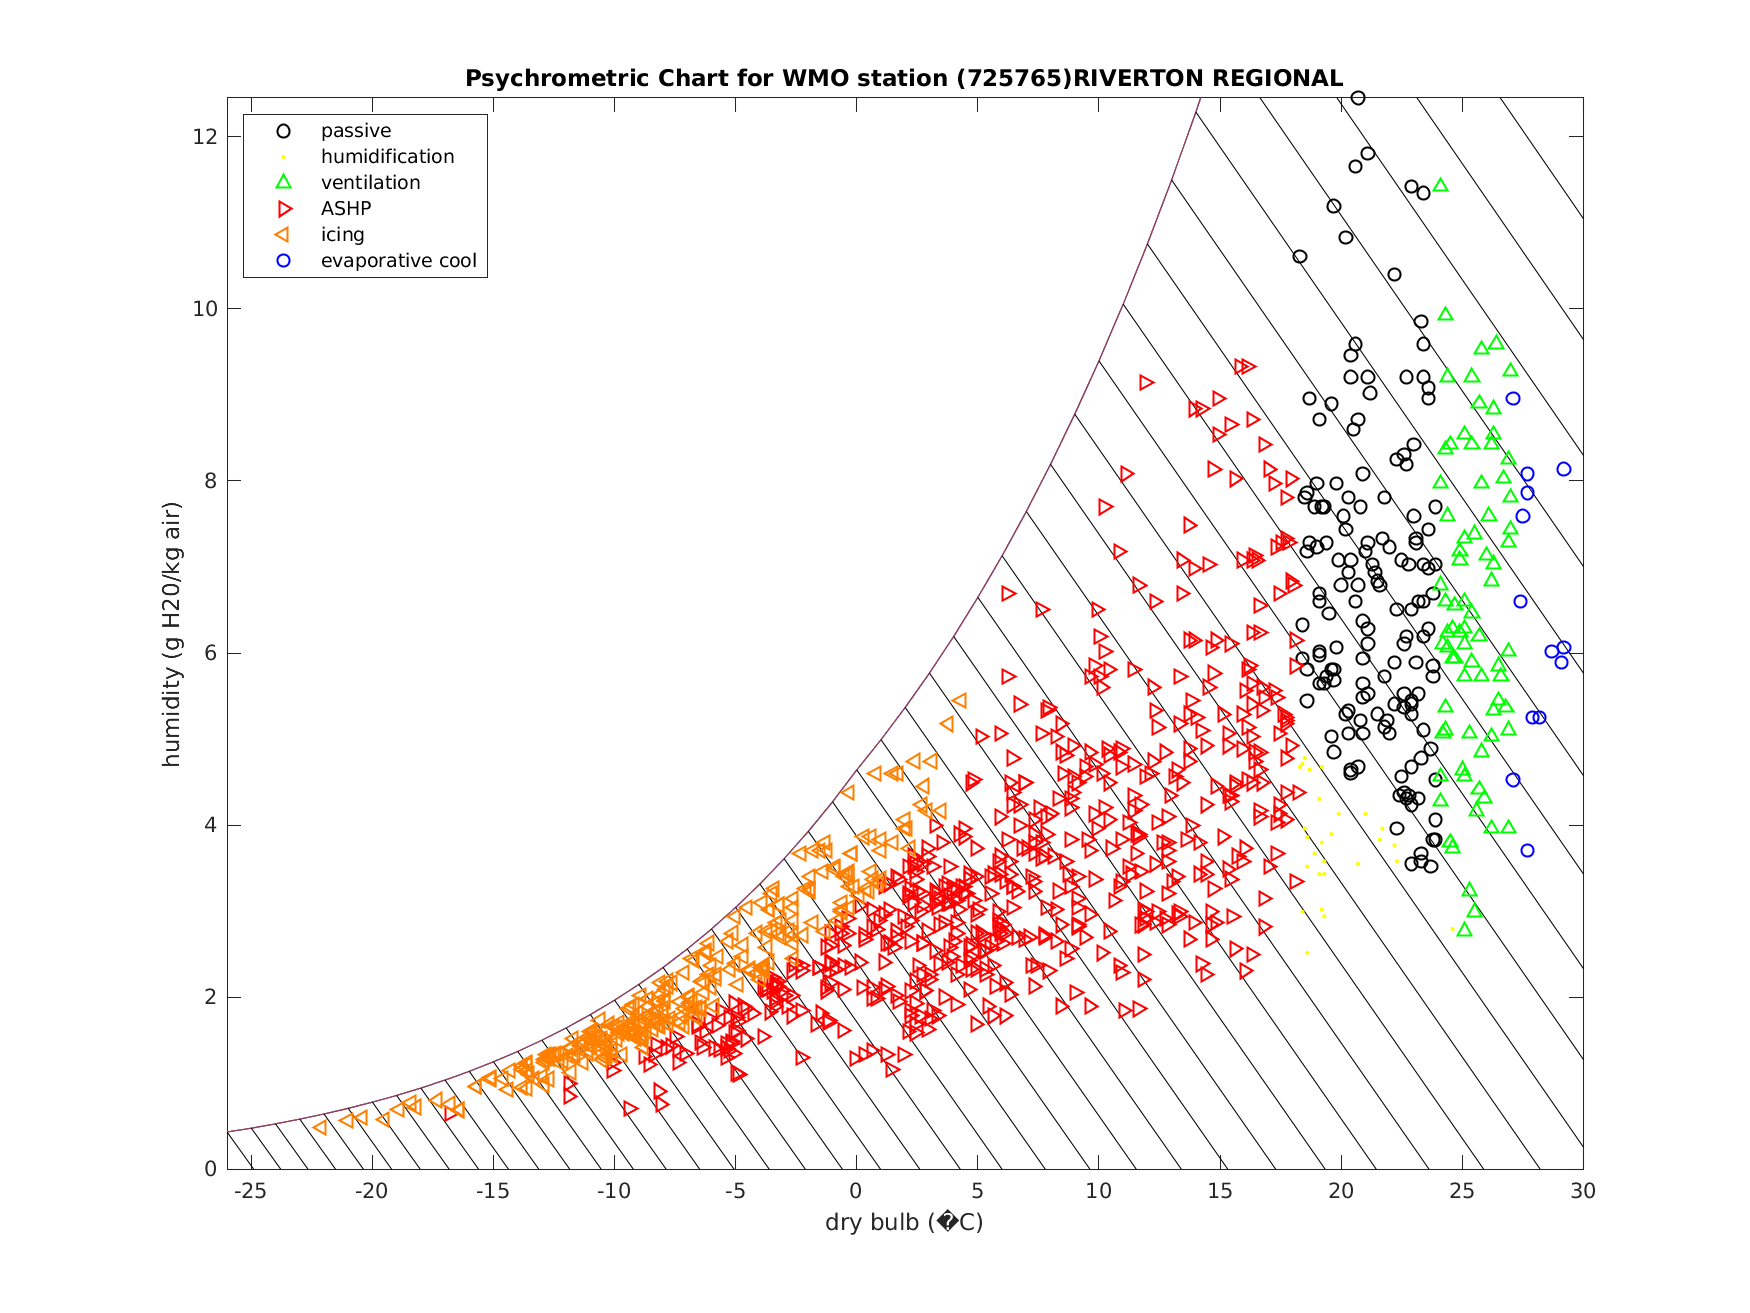 Psychrometric Chart for WMO station (725765)RIVERTON REGIONAL
passive
humidification
ventilation
ASHP
icing
evaporative cool
humidity (g H20/kg air)
12
10
8
6
4
2
0
-25 -20 -15 -10 -5 0 5 10 15 20 25 30
dry bulb (�C)